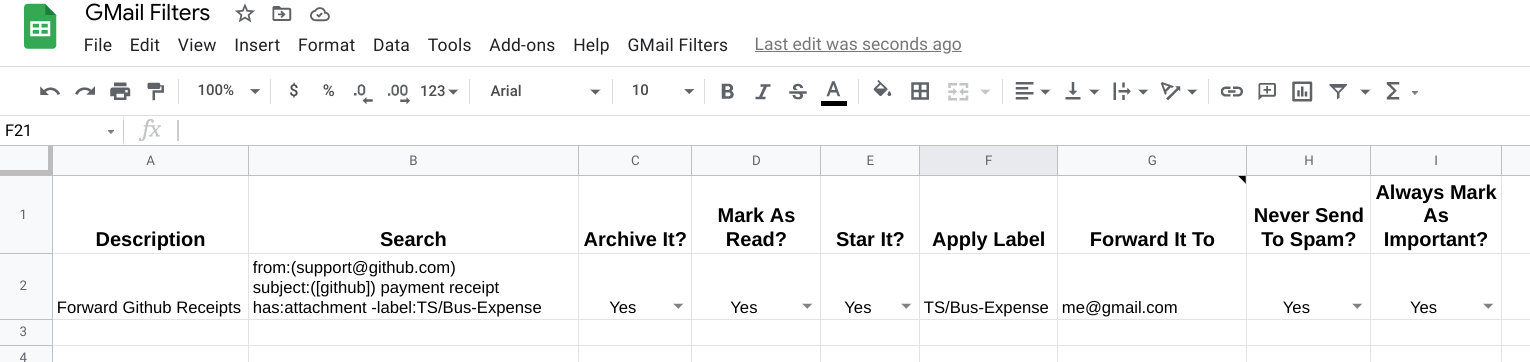 GMail Filters
File Edit View Insert Format Data Tools Add-ons Help GMail Filters Last edit was seconds ago
100% $ % .0 .00 123 Arial 10 B I S A Σ
F21 fx
A B C D E F G H I
1 Description Search Archive It? Mark As Read? Star It? Apply Label Forward It To Never Send To Spam? Always Mark As Important?
from:(support@github.com)
subject:([github]) payment receipt
2 Forward Github Receipts has:attachment -label:TS/Bus-Expense Yes Yes Yes TS/Bus-Expense me@gmail.com Yes Yes
3
4